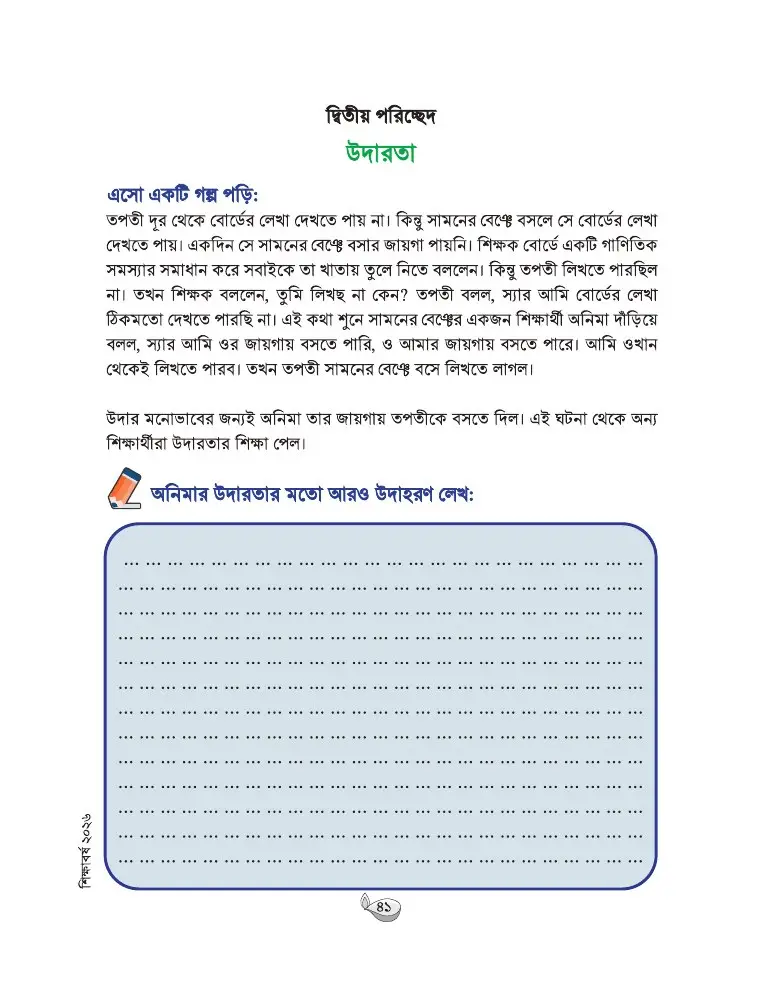 দ্বিতীয় পরিচ্ছেদ
উদারতা
এসো একটি গল্প পড়ি:
তপতী দূর থেকে বোর্ডের লেখা দেখতে পায় না। কিন্তু সামনের বেঞ্চে বসলে সে বোর্ডের লেখা
দেখতে পায়। একদিন সে সামনের বেঞ্চে বসার জায়গা পায়নি। শিক্ষক বোর্ডে একটি গাণিতিক
সমস্যার সমাধান করে সবাইকে তা খাতায় তুলে নিতে বললেন। কিন্তু তপতী লিখতে পারছিল
না। তখন শিক্ষক বললেন, তুমি লিখছ না কেন? তপতী বলল, স্যার আমি বোর্ডের লেখা
ঠিকমতো দেখতে পারছি না। এই কথা শুনে সামনের বেঞ্চের একজন শিক্ষার্থী অনিমা দাঁড়িয়ে
বলল, স্যার আমি ওর জায়গায় বসতে পারি, ও আমার জায়গায় বসতে পারে। আমি ওখান
থেকেই লিখতে পারব। তখন তপতী সামনের বেঞ্চে বসে লিখতে লাগল।
উদার মনোভাবের জন্যই অনিমা তার জায়গায় তপতীকে বসতে দিল। এই ঘটনা থেকে অন্য
শিক্ষার্থীরা উদারতার শিক্ষা পেল।
অনিমার উদারতার মতো আরও উদাহরণ লেখ:
শিক্ষাবর্ষ ২০২৬
৪১